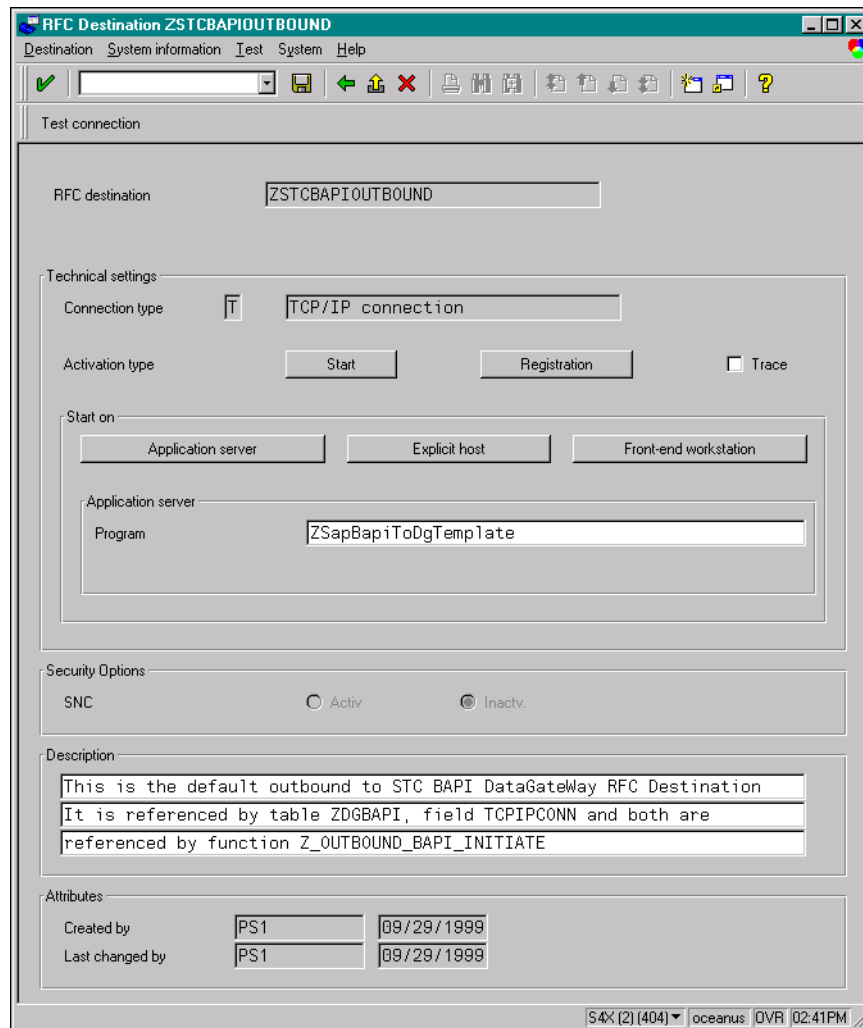 RFC Destination ZSTCBAPIOUTBOUND
Destination System information Test System Help
Test connection
RFC destination ZSTCBAPIOUTBOUND
Technical settings
Connection type T TCP/IP connection
Activation type Start Registration Trace
Start on
Application server Explicit host Front-end workstation
Application server
Program ZSapBapiToDgTemplate
Security Options
SNC Activ Inactv.
Description
This is the default outbound to STC BAPI DataGateWay RFC Destination
It is referenced by table ZDGBAPI, field TCPIPCONN and both are
referenced by function Z_OUTBOUND_BAPI_INITIATE
Attributes
Created by PS1 09/29/1999
Last changed by PS1 09/29/1999
S4X (2) (404) oceanus OVR 02:41PM